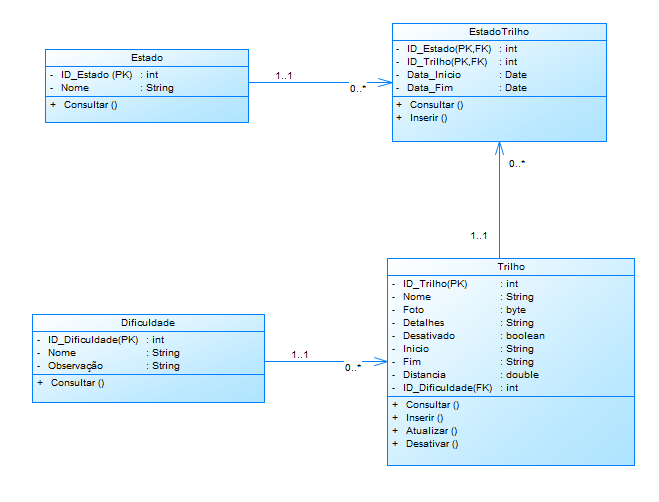 Estado
- ID_Estado (PK) : int
- Nome : String
+ Consultar ()
1..1
0..*
EstadoTrilho
- ID_Estado(PK,FK) : int
- ID_Trilho(PK,FK) : int
- Data_Inicio : Date
- Data_Fim : Date
+ Consultar ()
+ Inserir ()
0..*
1..1
Trilho
- ID_Trilho(PK) : int
- Nome : String
- Foto : byte
- Detalhes : String
- Desativado : boolean
- Inicio : String
- Fim : String
- Distancia : double
- ID_Dificuldade(FK) : int
+ Consultar ()
+ Inserir ()
+ Atualizar ()
+ Desativar ()
Dificuldade
- ID_Dificuldade(PK) : int
- Nome : String
- Observação : String
+ Consultar ()
1..1
0..*